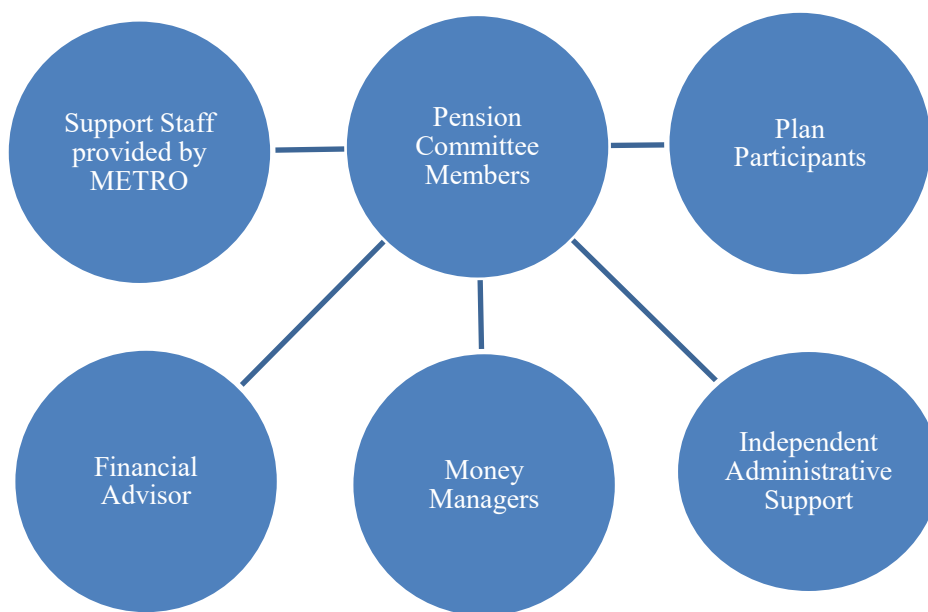 Support Staff
provided by
METRO
Pension
Committee
Members
Plan
Participants
Financial
Advisor
Money
Managers
Independent
Administrative
Support